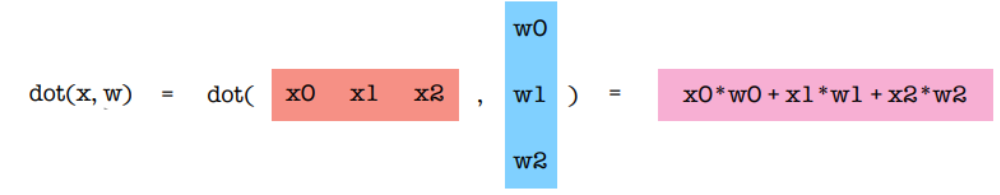 w0
dot(x, w) = dot( x0 x1 x2 , w1 ) = x0*w0 + x1*w1 + x2*w2
w2